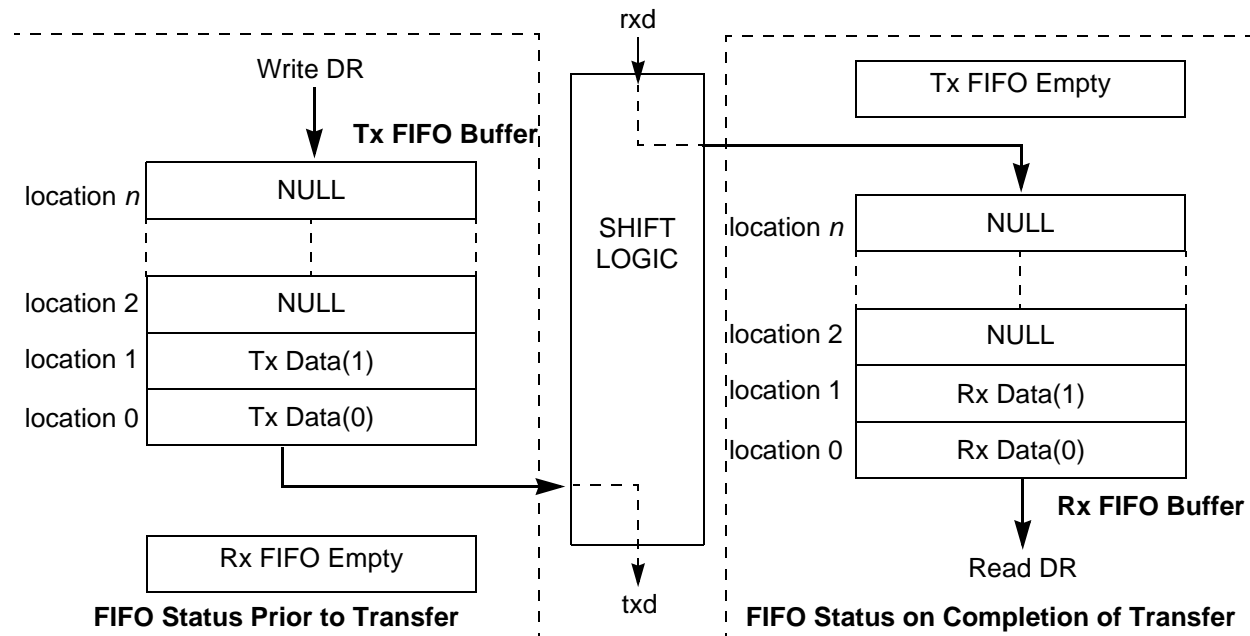 rxd
Write DR
Tx FIFO Buffer
location n
NULL
location 2
NULL
location 1
Tx Data(1)
location 0
Tx Data(0)
Rx FIFO Empty
FIFO Status Prior to Transfer
SHIFT
LOGIC
txd
Tx FIFO Empty
location n
NULL
location 2
NULL
location 1
Rx Data(1)
location 0
Rx Data(0)
Rx FIFO Buffer
Read DR
FIFO Status on Completion of Transfer